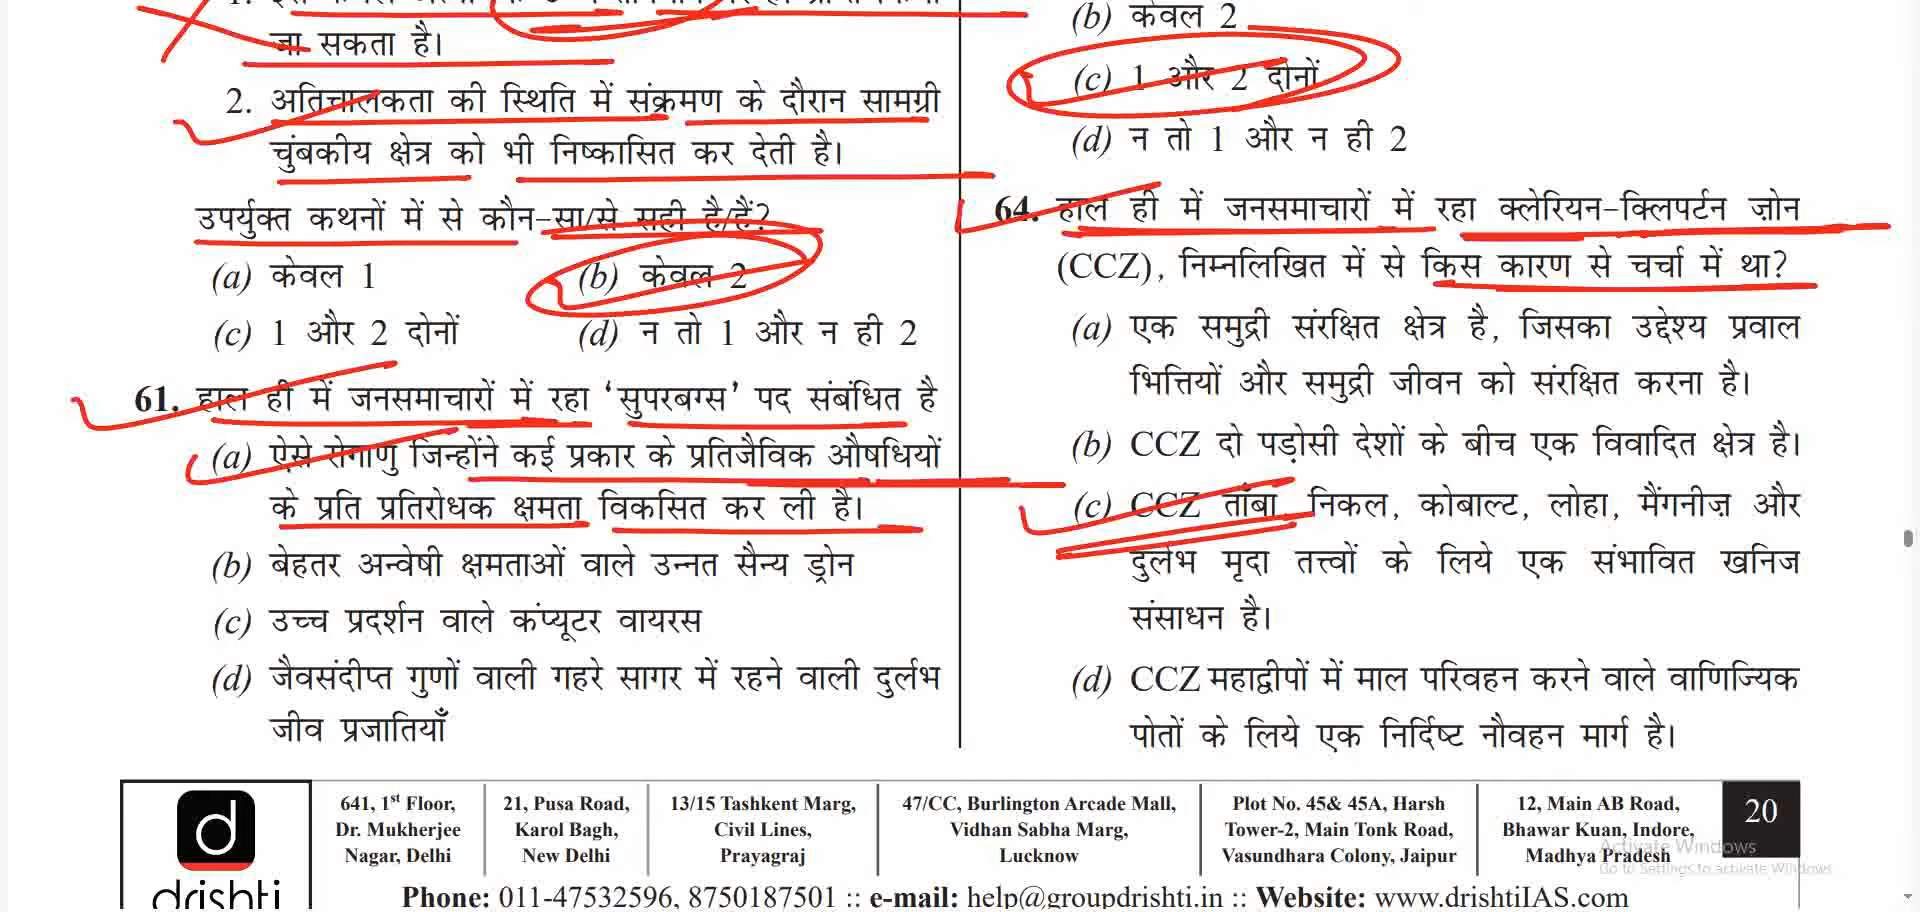 जा सकता है।
2. अतिचालकता की स्थिति में संक्रमण के दौरान सामग्री
चुंबकीय क्षेत्र को भी निष्कासित कर देती है।
उपर्युक्त कथनों में से कौन-सा/से सही है/हैं?
(a) केवल 1
(b) केवल 2
(c) 1 और 2 दोनों
(d) न तो 1 और न ही 2
61. हाल ही में जनसमाचारों में रहा ‘सुपरबग्स’ पद संबंधित है
(a) ऐसे रोगाणु जिन्होंने कई प्रकार के प्रतिजैविक औषधियों
के प्रति प्रतिरोधक क्षमता विकसित कर ली है।
(b) बेहतर अन्वेषी क्षमताओं वाले उन्नत सैन्य ड्रोन
(c) उच्च प्रदर्शन वाले कंप्यूटर वायरस
(d) जैवसंदीप्त गुणों वाली गहरे सागर में रहने वाली दुर्लभ
जीव प्रजातियाँ
(b) केवल 2
(c) 1 और 2 दोनों
(d) न तो 1 और न ही 2
64. हाल ही में जनसमाचारों में रहा क्लेरियन-क्लिपर्टन ज़ोन
(CCZ), निम्नलिखित में से किस कारण से चर्चा में था?
(a) एक समुद्री संरक्षित क्षेत्र है, जिसका उद्देश्य प्रवाल
भित्तियों और समुद्री जीवन को संरक्षित करना है।
(b) CCZ दो पड़ोसी देशों के बीच एक विवादित क्षेत्र है।
(c) CCZ ताँबा, निकल, कोबाल्ट, लोहा, मैंगनीज़ और
दुर्लभ मृदा तत्त्वों के लिये एक संभावित खनिज
संसाधन है।
(d) CCZ महाद्वीपों में माल परिवहन करने वाले वाणिज्यिक
पोतों के लिये एक निर्दिष्ट नौवहन मार्ग है।
d
drishti
641, 1st Floor,
Dr. Mukherjee
Nagar, Delhi
21, Pusa Road,
Karol Bagh,
New Delhi
13/15 Tashkent Marg,
Civil Lines,
Prayagraj
47/CC, Burlington Arcade Mall,
Vidhan Sabha Marg,
Lucknow
Plot No. 45& 45A, Harsh
Tower-2, Main Tonk Road,
Vasundhara Colony, Jaipur
12, Main AB Road,
Bhawar Kuan, Indore,
Madhya Pradesh
20
Activate Windows
Go to Settings to activate Windows
Phone: 011-47532596, 8750187501 :: e-mail: help@groupdrishti.in :: Website: www.drishtiIAS.com